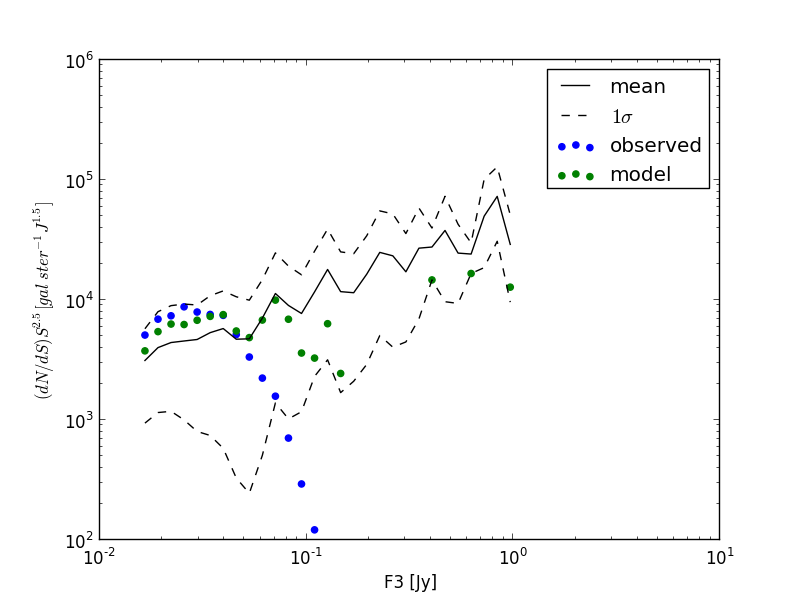 10^6
10^5
10^4
10^3
10^2
10^-2
10^-1
10^0
10^1
(dN/dS)S^2.5 [gal ster^-1 J^1.5]
F3 [Jy]
mean
1σ
observed
model